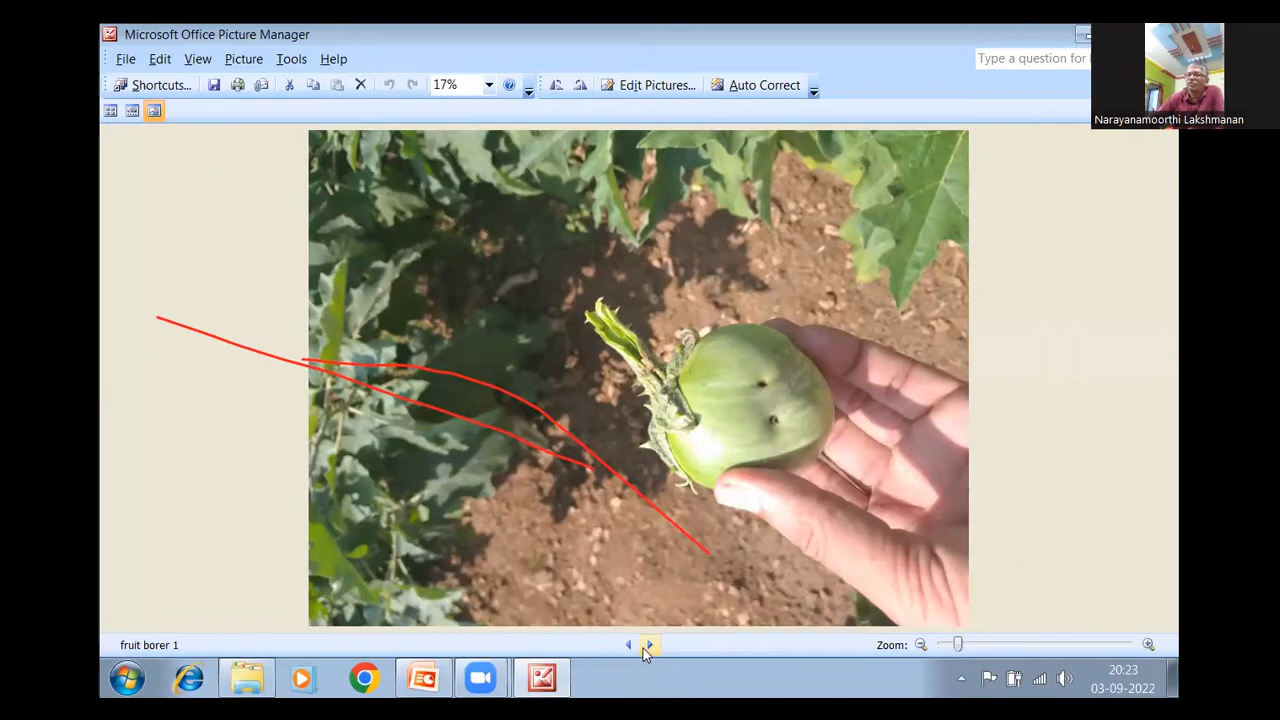 Microsoft Office Picture Manager
File Edit View Picture Tools Help
Type a question for
Shortcuts... 17% Edit Pictures... Auto Correct
Narayanamoorthi Lakshmanan
fruit borer 1
Zoom:
20:23
03-09-2022